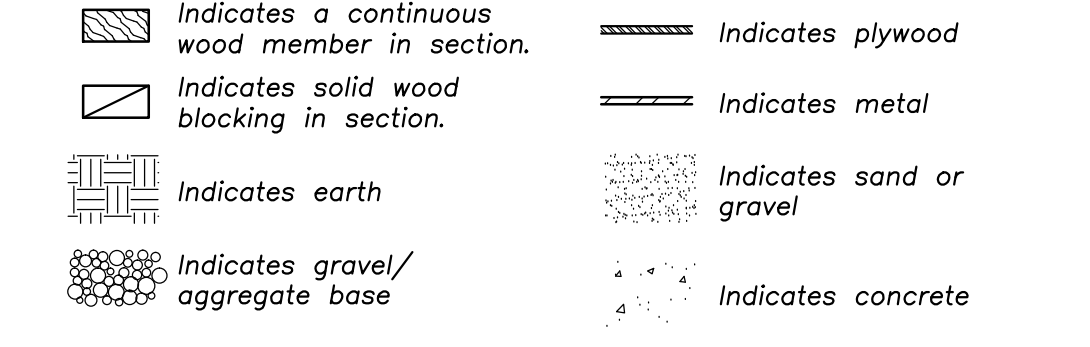 Indicates a continuous
wood member in section.
Indicates solid wood
blocking in section.
Indicates earth
Indicates gravel/
aggregate base
Indicates plywood
Indicates metal
Indicates sand or
gravel
Indicates concrete